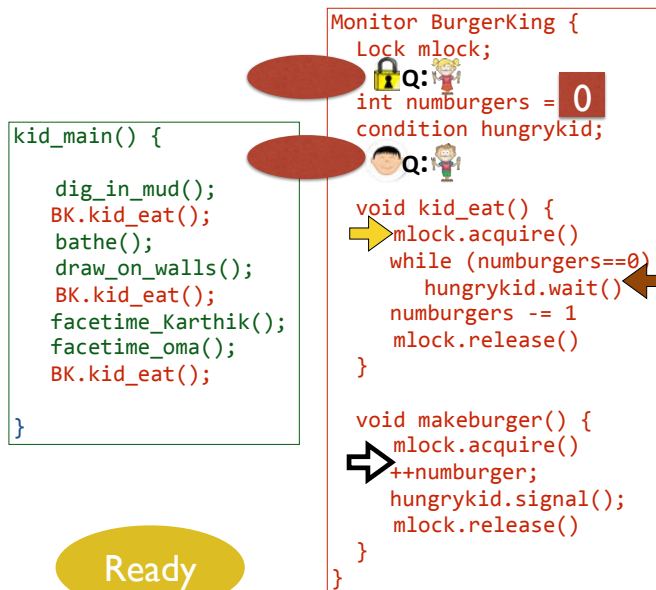 Monitor BurgerKing {
Lock mlock;
Q:
int numburgers = 0
condition hungrykid;
Q:
void kid_eat() {
mlock.acquire()
while (numburgers==0)
hungrykid.wait()
numburgers -= 1
mlock.release()
}
void makeburger() {
mlock.acquire()
++numburger;
hungrykid.signal();
mlock.release()
}
}
kid_main() {
dig_in_mud();
BK.kid_eat();
bathe();
draw_on_walls();
BK.kid_eat();
facetime_Karthik();
facetime_oma();
BK.kid_eat();
}
Ready